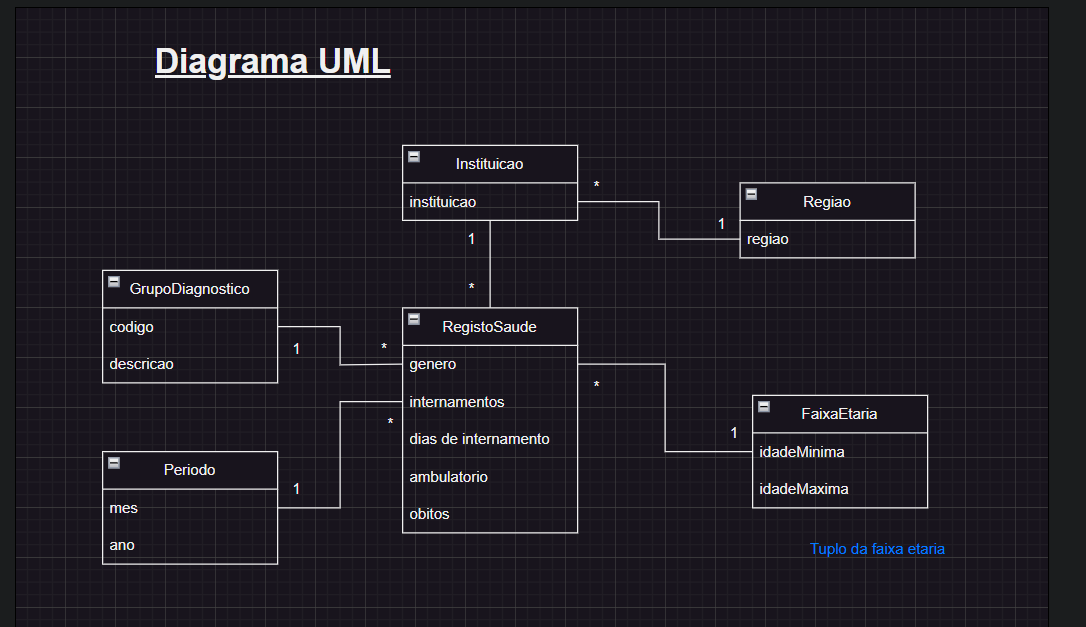 Diagrama UML
Instituicao
instituicao
*
1
Regiao
regiao
1
*
GrupoDiagnostico
codigo
descricao
1
*
RegistoSaude
genero
internamentos
dias de internamento
ambulatorio
obitos
*
1
FaixaEtaria
idadeMinima
idadeMaxima
Tuplo da faixa etaria
*
1
Periodo
mes
ano